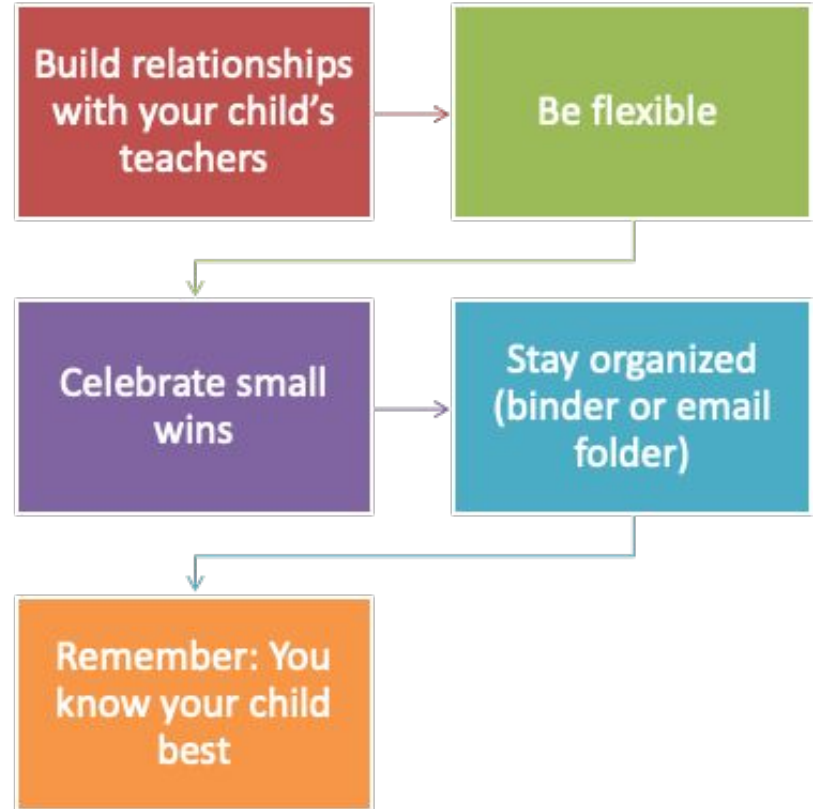 Build relationships
with your child's
teachers
Be flexible
Celebrate small
wins
Stay organized
(binder or email
folder)
Remember: You
know your child
best